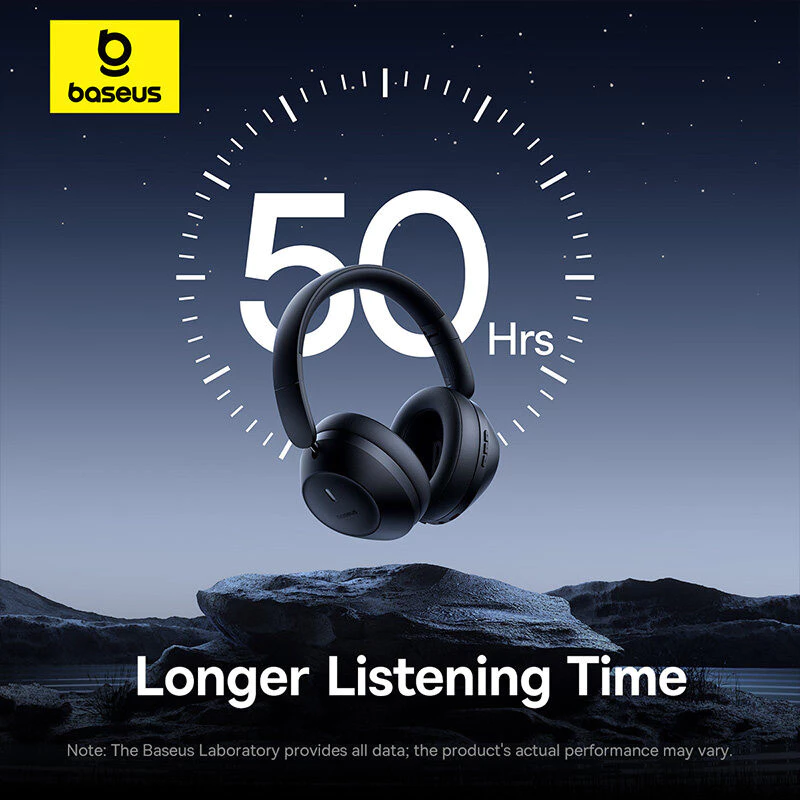 baseus
50
Hrs
baseus
Longer Listening Time
Note: The Baseus Laboratory provides all data; the product's actual performance may vary.